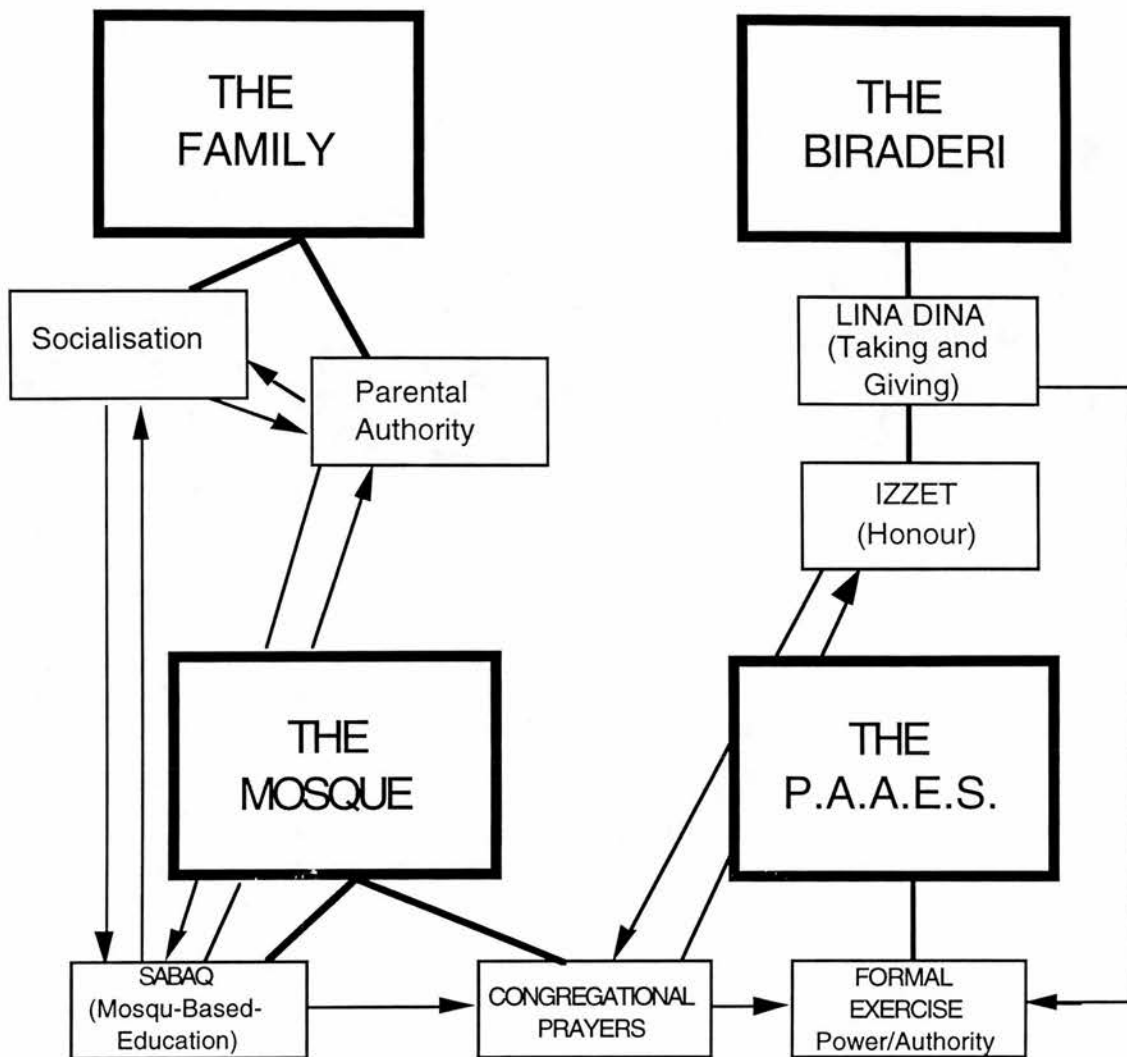 THE
FAMILY
THE
BIRADERI
Socialisation
Parental
Authority
LINA DINA
(Taking and
Giving)
IZZET
(Honour)
THE
MOSQUE
THE
P.A.A.E.S.
SABAQ
(Mosqu-Based-
Education)
CONGREGATIONAL
PRAYERS
FORMAL
EXERCISE
Power/Authority